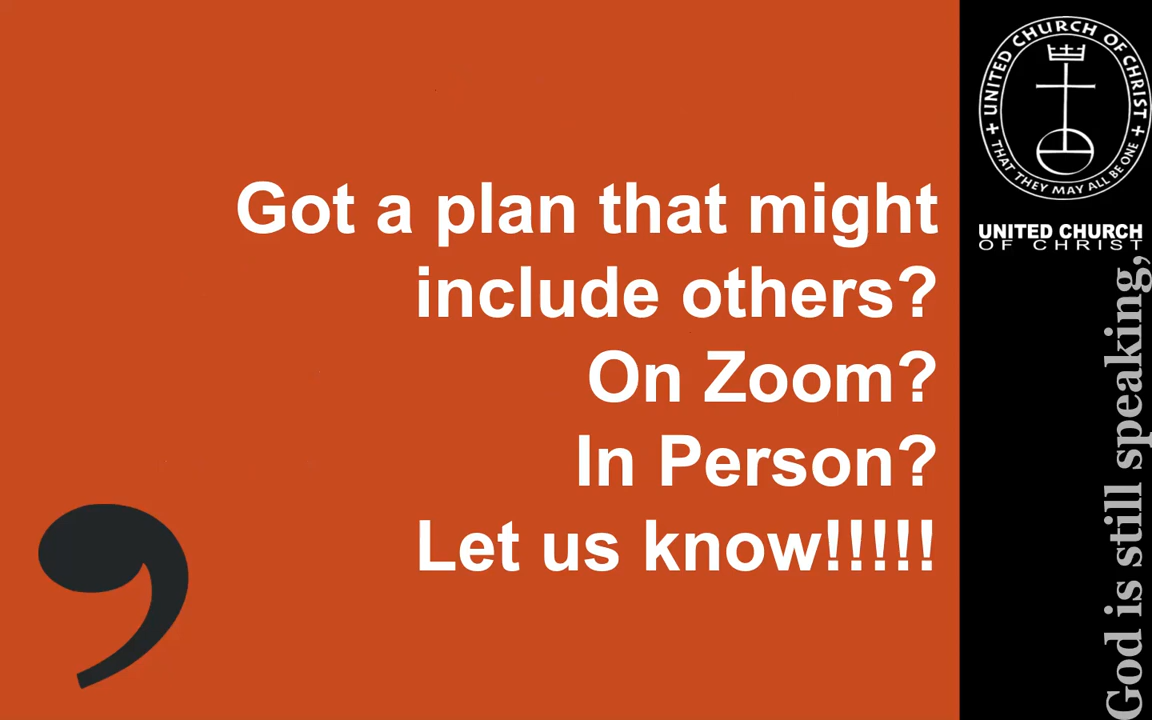 Got a plan that might
include others?
On Zoom?
In Person?
Let us know!!!!!
UNITED CHURCH OF CHRIST
THAT THEY MAY ALL BE ONE
UNITED CHURCH
OF CHRIST
God is still speaking,